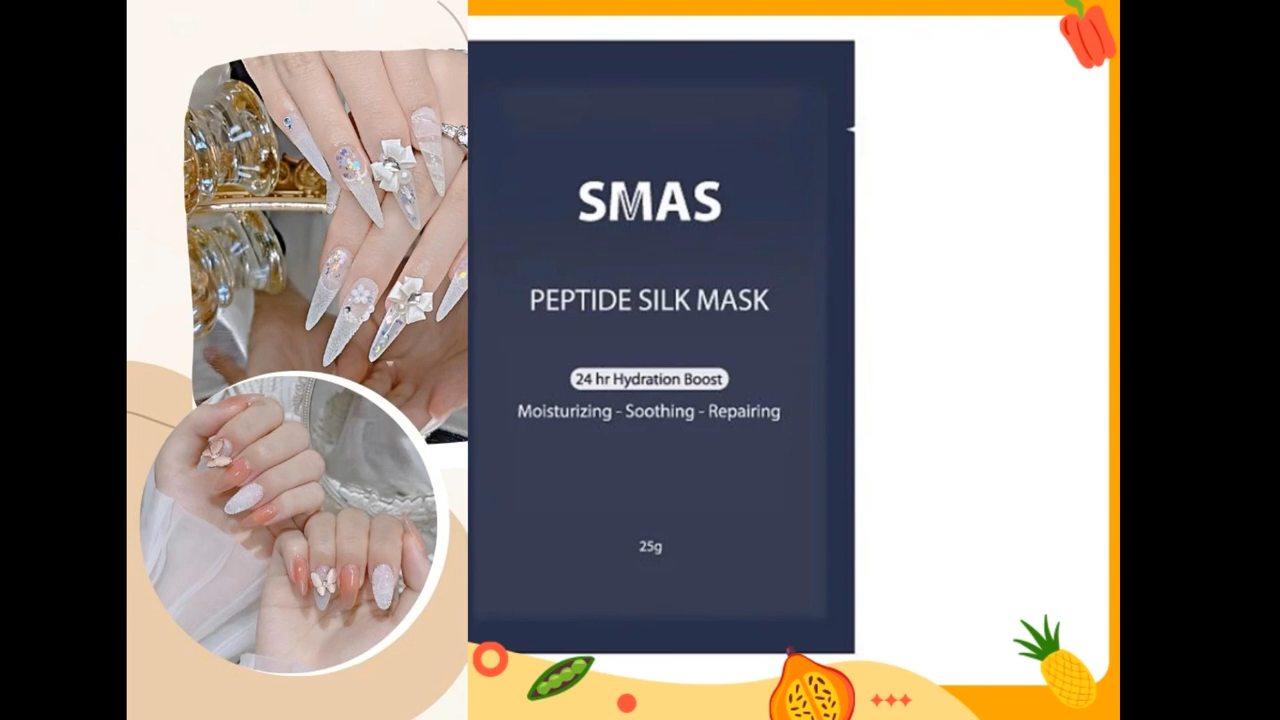 SMAS
PEPTIDE SILK MASK
24 hr Hydration Boost
Moisturizing - Soothing - Repairing
25g